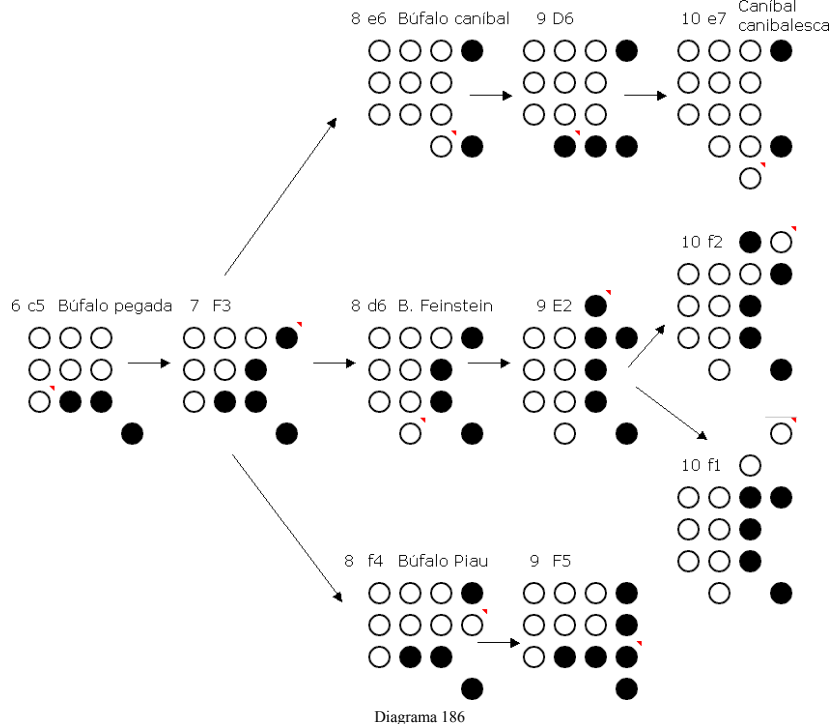 8 e6 Búfalo caníbal
9 D6
10 e7 Caníbal
canibalesca
10 f2
6 c5 Búfalo pegada
7 F3
8 d6 B. Feinstein
9 E2
10 f1
8 f4 Búfalo Piau
9 F5
Diagrama 186